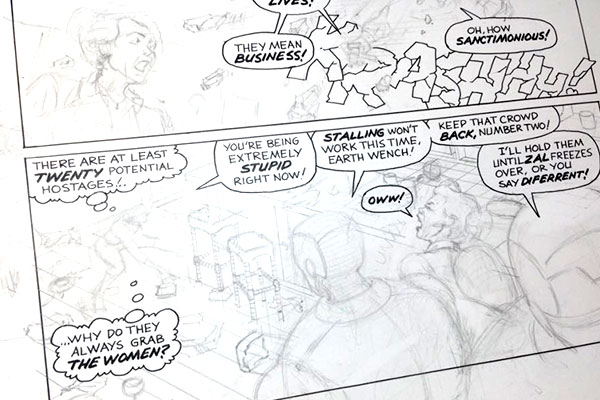 LIVES!
THEY MEAN
BUSINESS!
OH, HOW
SANCTIMONIOUS!
THERE ARE AT LEAST
TWENTY POTENTIAL
HOSTAGES...
YOU'RE BEING
EXTREMELY
STUPID
RIGHT NOW!
STALLING WON'T
WORK THIS TIME,
EARTH WENCH!
KEEP THAT CROWD
BACK, NUMBER TWO!
I'LL HOLD THEM
UNTIL ZAL FREEZES
OVER, OR YOU
SAY DIFERRENT!
OWW!
...WHY DO THEY
ALWAYS GRAB
THE WOMEN?